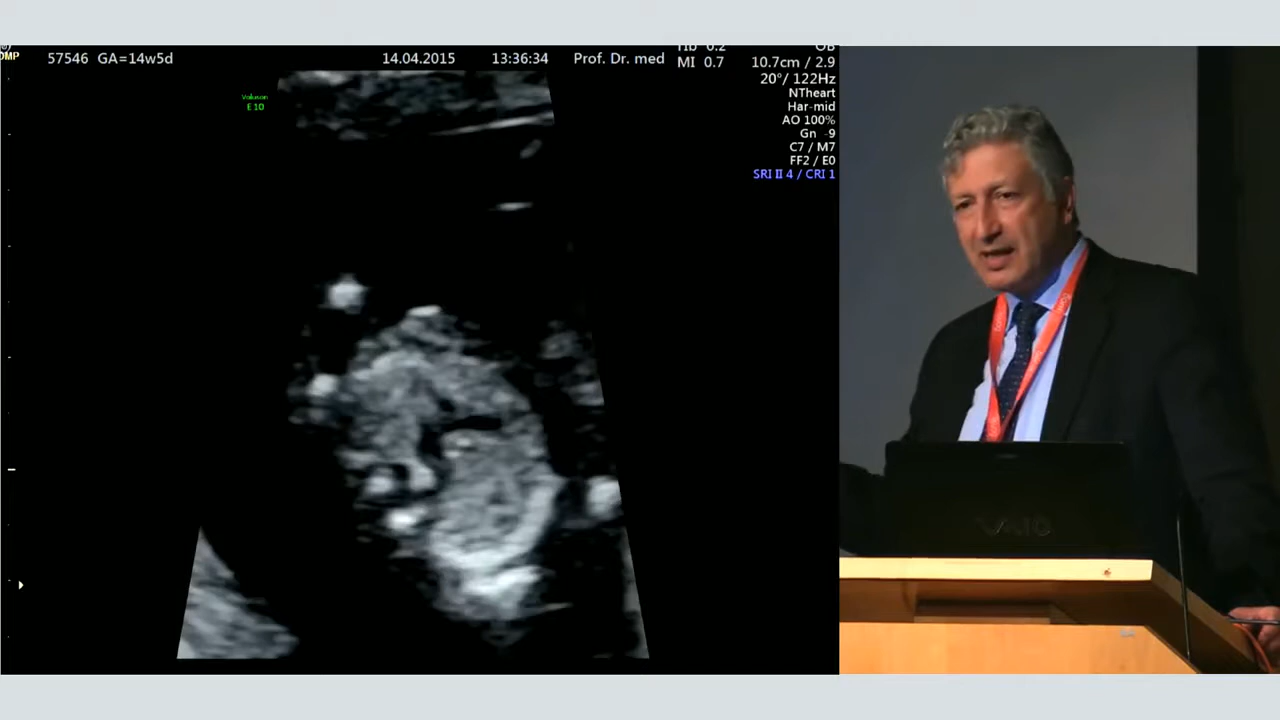 57546 GA=14w5d 14.04.2015 13:36:34 Prof. Dr. med
MI 0.7
10.7cm / 2.9
20°/ 122Hz
NTheart
Har-mid
AO 100%
Gn -9
C7 / M7
FF2 / E0
SRI II 4 / CRI 1
Voluson
E10
VAIO